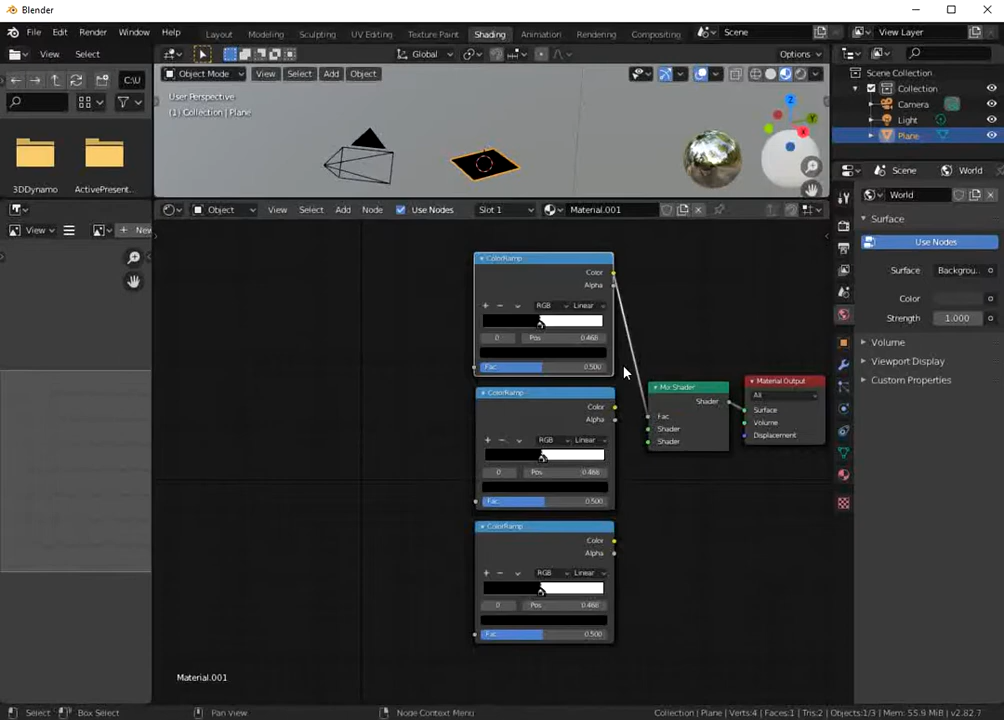 Blender
File Edit Render Window Help Layout Modeling Sculpting UV Editing Texture Paint Shading Animation Rendering Compositing Scene View Layer
View Select Global Options
C:\U Object Mode View Select Add Object
User Perspective
(1) Collection | Plane
3DDynamo ActivePresent...
Scene Collection
Collection
Camera
Light
Plane
Scene World
World
Surface
Use Nodes
Surface: Backgrou...
Color
Strength 1.000
Volume
Viewport Display
Custom Properties
View New
Object View Select Add Node Use Nodes Slot 1 Material.001
ColorRamp
Color
Alpha
RGB Linear
0 Pos 0.468
Fac 0.500
ColorRamp
Color
Alpha
RGB Linear
0 Pos 0.468
Fac 0.500
ColorRamp
Color
Alpha
RGB Linear
0 Pos 0.468
Fac 0.500
Mix Shader
Shader
Fac
Shader
Shader
Material Output
All
Surface
Volume
Displacement
Material.001
Select Box Select Pan View Node Context Menu Collection | Plane | Verts:4 | Faces:1 | Tris:2 | Objects:1/3 | Mem: 55.9 MiB | v2.82.7